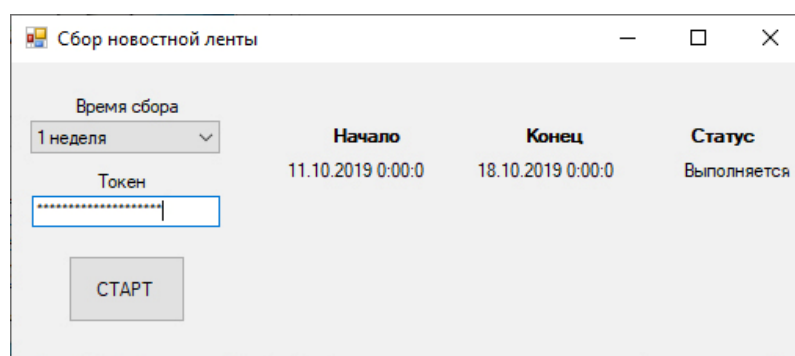 Сбор новостной ленты
Время сбора
1 неделя
Токен
********************
СТАРТ
Начало Конец Статус
11.10.2019 0:00:0 18.10.2019 0:00:0 Выполняется